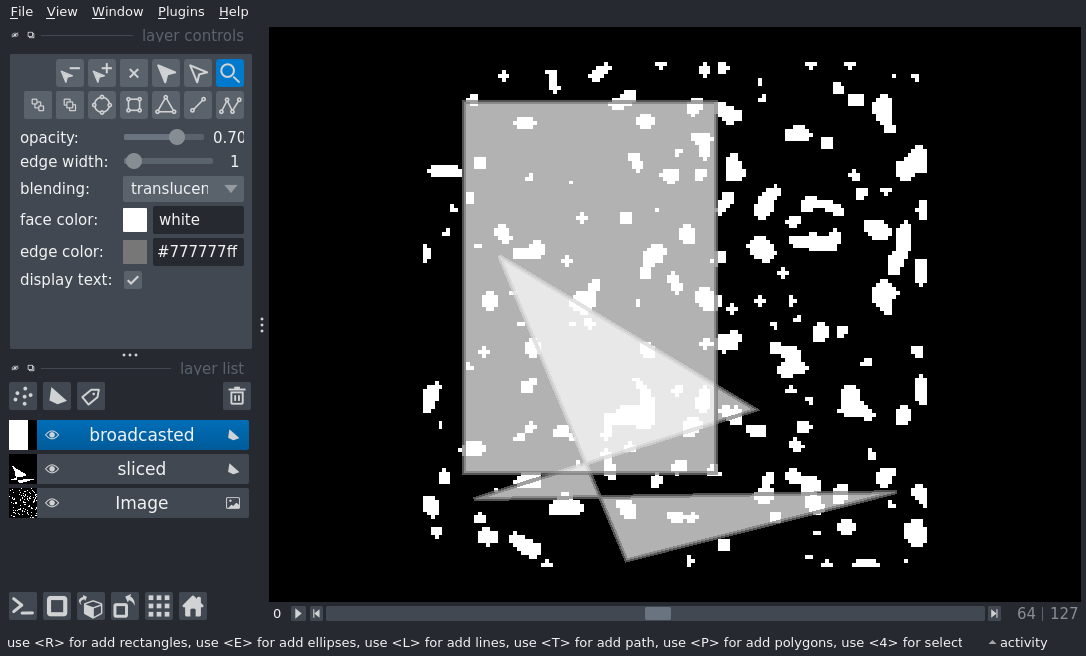 File View Window Plugins Help
layer controls
opacity: 0.70
edge width: 1
blending: translucen
face color: white
edge color: #777777ff
display text:
layer list
broadcasted
sliced
Image
0 64 127
use <R> for add rectangles, use <E> for add ellipses, use <L> for add lines, use <T> for add path, use <P> for add polygons, use <4> for select activity